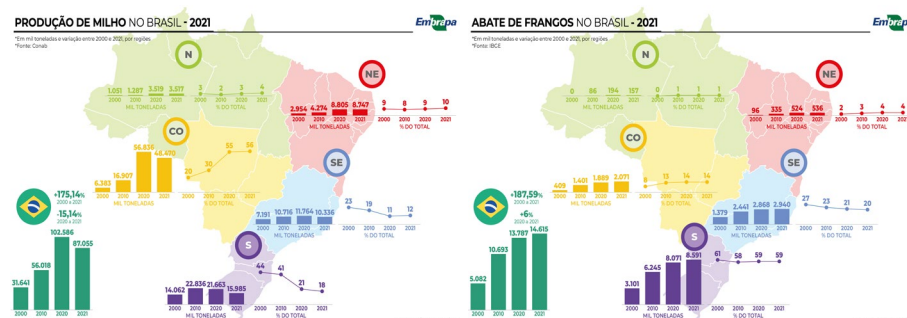 PRODUÇÃO DE MILHO NO BRASIL - 2021
Embrapa
*Em mil toneladas e variação entre 2000 e 2021, por regiões
*Fonte: Conab
N
1.051 1.287 3.519 3.517
2000 2010 2020 2021
MIL TONELADAS
3 2 3 4
2000 2010 2020 2021
% DO TOTAL
NE
2.954 4.274 8.805 8.747
2000 2010 2020 2021
MIL TONELADAS
9 8 9 10
2000 2010 2020 2021
% DO TOTAL
CO
6.383 16.907 56.836 48.470
2000 2010 2020 2021
MIL TONELADAS
20 30 55 56
2000 2010 2020 2021
% DO TOTAL
SE
7.191 10.716 11.764 10.336
2000 2010 2020 2021
MIL TONELADAS
23 19 11 12
2000 2010 2020 2021
% DO TOTAL
+175,14%
2000 a 2021
-15,14
2020 a 2021
31.641 56.018 102.586 87.055
2000 2010 2020 2021
MIL TONELADAS
S
14.062 22.836 21.663 15.985
2000 2010 2020 2021
MIL TONELADAS
44 41 21 18
2000 2010 2020 2021
% DO TOTAL
ABATE DE FRANGOS NO BRASIL - 2021
Embrapa
*Em mil toneladas e variação entre 2000 e 2021, por regiões
*Fonte: IBGE
N
0 86 194 187
2000 2010 2020 2021
MIL TONELADAS
0 1 1 1
2000 2010 2020 2021
% DO TOTAL
NE
96 335 524 536
2000 2010 2020 2021
MIL TONELADAS
2 3 4 4
2000 2010 2020 2021
% DO TOTAL
CO
409 1.401 1.889 2.071
2000 2010 2020 2021
MIL TONELADAS
8 13 14 14
2000 2010 2020 2021
% DO TOTAL
SE
1.379 2.441 2.868 2.940
2000 2010 2020 2021
MIL TONELADAS
27 23 21 20
2000 2010 2020 2021
% DO TOTAL
+187,59%
2000 a 2021
+6%
2020 a 2021
5.082 10.693 13.787 14.615
2000 2010 2020 2021
MIL TONELADAS
S
3.101 6.245 8.071 8.591
2000 2010 2020 2021
MIL TONELADAS
61 58 59 59
2000 2010 2020 2021
% DO TOTAL